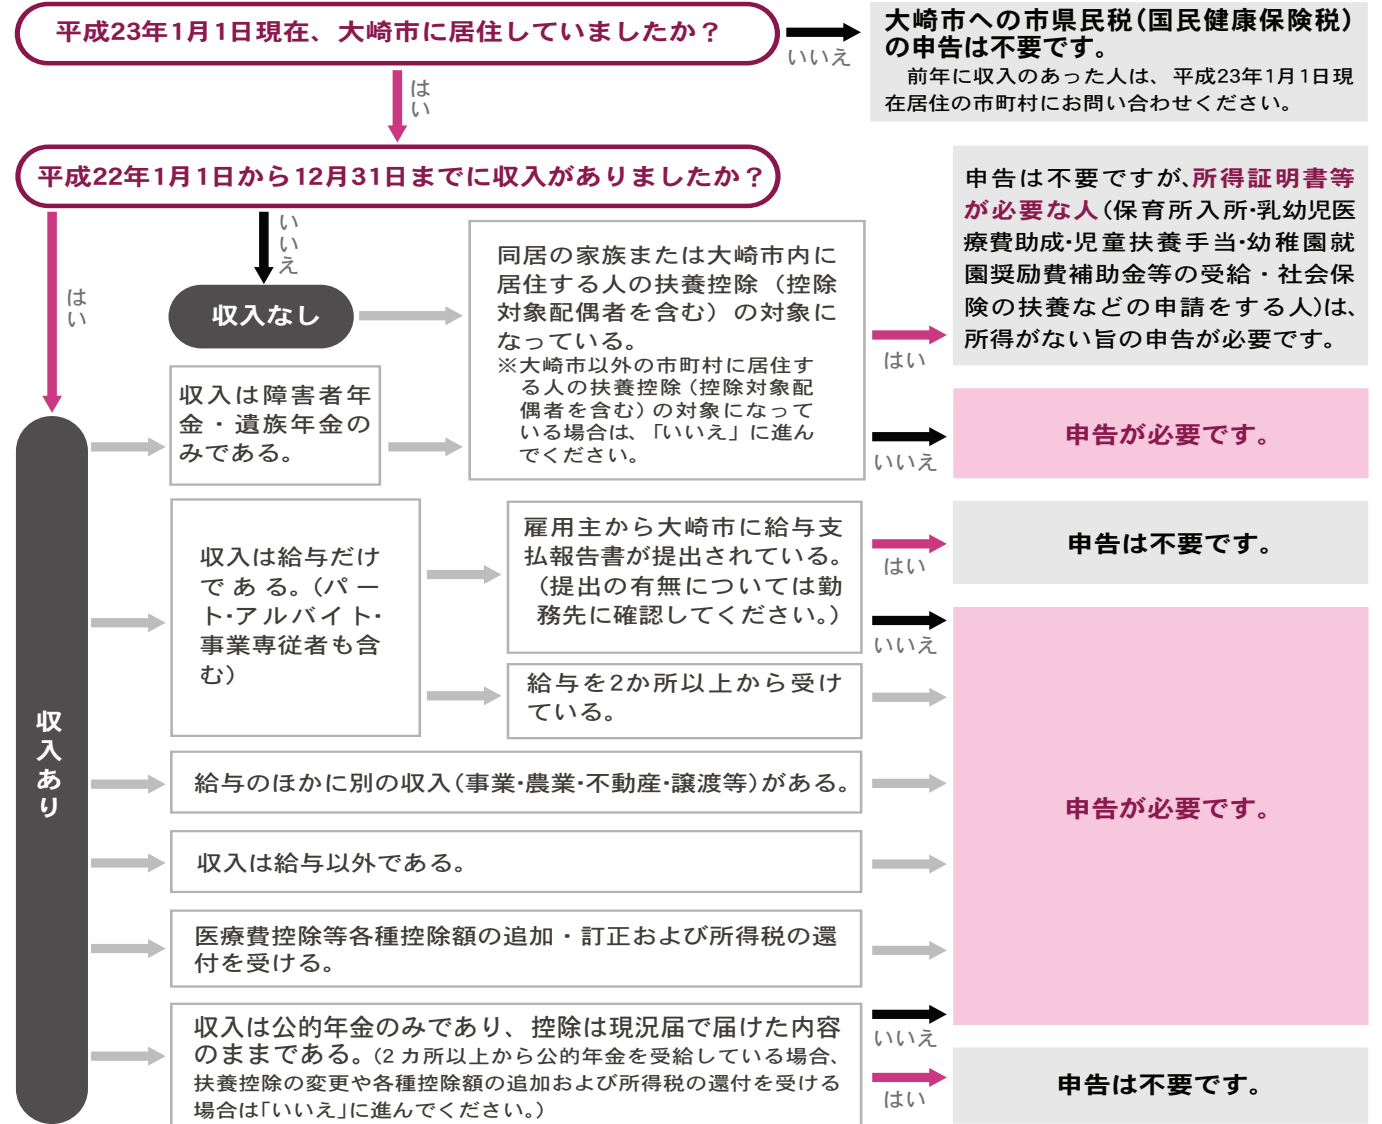 平成23年1月1日現在、大崎市に居住していましたか？
いいえ
大崎市への市県民税（国民健康保険税）
の申告は不要です。
前年に収入のあった人は、平成23年1月1日現
在居住の市町村にお問い合わせください。
はい
平成22年1月1日から12月31日までに収入がありましたか？
いいえ
はい
収入なし
同居の家族または大崎市内に
居住する人の扶養控除（控除
対象配偶者を含む）の対象に
なっている。
※大崎市以外の市町村に居住す
る人の扶養控除（控除対象配
偶者を含む）の対象になって
いる場合は、「いいえ」に進ん
でください。
はい
申告は不要ですが、所得証明書等
が必要な人（保育所入所・乳幼児医
療費助成・児童扶養手当・幼稚園就
園奨励費補助金等の受給・社会保
険の扶養などの申請をする人）は、
所得がない旨の申告が必要です。
収入は障害者年
金・遺族年金の
みである。
いいえ
申告が必要です。
収入あり
収入は給与だけ
である。（パー
ト・アルバイト・
事業専従者も含
む）
雇用主から大崎市に給与支
払報告書が提出されている。
（提出の有無については勤
務先に確認してください。）
はい
申告は不要です。
いいえ
給与を2か所以上から受け
ている。
給与のほかに別の収入（事業・農業・不動産・譲渡等）がある。
収入は給与以外である。
医療費控除等各種控除額の追加・訂正および所得税の還
付を受ける。
申告が必要です。
収入は公的年金のみであり、控除は現況届で届けた内容
のままである。（2カ所以上から公的年金を受給している場合、
扶養控除の変更や各種控除額の追加および所得税の還付を受ける
場合は「いいえ」に進んでください。）
いいえ
はい
申告は不要です。